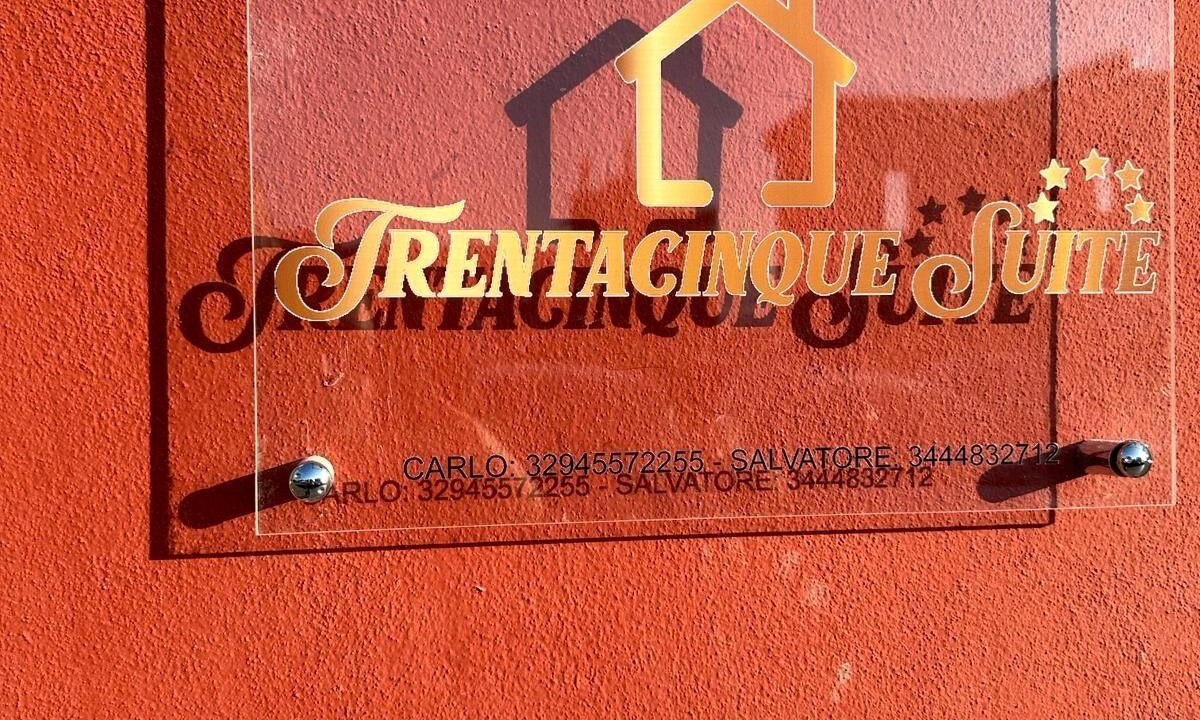 TRENTACINQUE SUITE
CARLO: 32945572255 - SALVATORE: 3444832712